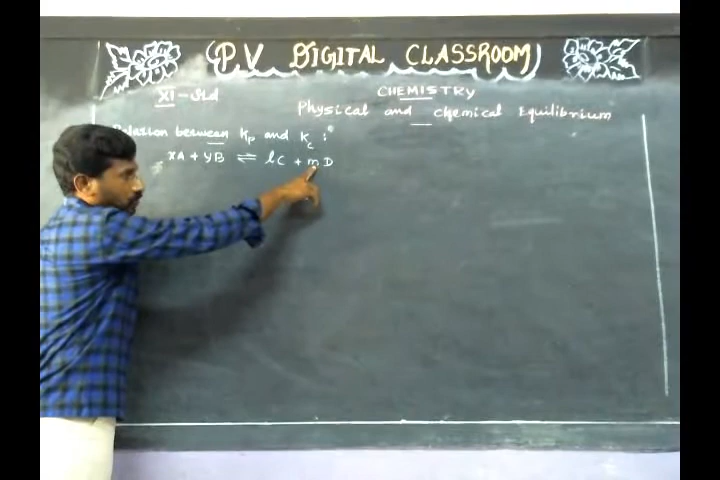 P.V DIGITAL CLASSROOM
XI-std
CHEMISTRY
Physical and chemical Equilibrium
Relation between Kp and Kc :
xA + yB ⇌ lC + mD